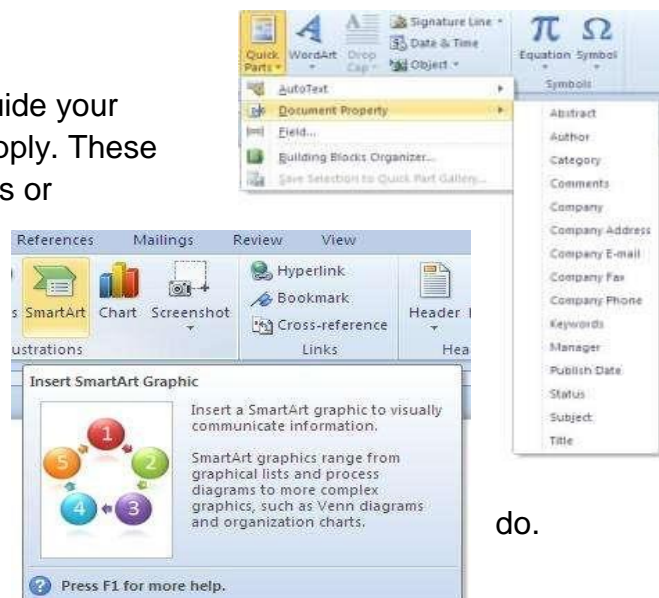 Quick Parts
WordArt
Drop Cap
Signature Line
Date & Time
Object
Equation
Symbol
Symbols
AutoText
Document Property
Field...
Building Blocks Organizer...
Save Selection to Quick Part Gallery...
Abstract
Author
Category
Comments
Company
Company Address
Company E-mail
Company Fax
Company Phone
Keywords
Manager
Publish Date
Status
Subject
Title
uide your
pply. These
s or
References Mailings Review View
s SmartArt Chart Screenshot
Hyperlink
Bookmark
Cross-reference
Header
ustrations Links Hea
Insert SmartArt Graphic
Insert a SmartArt graphic to visually
communicate information.
SmartArt graphics range from
graphical lists and process
diagrams to more complex
graphics, such as Venn diagrams
and organization charts.
1
2
3
4
5
Press F1 for more help.
do.